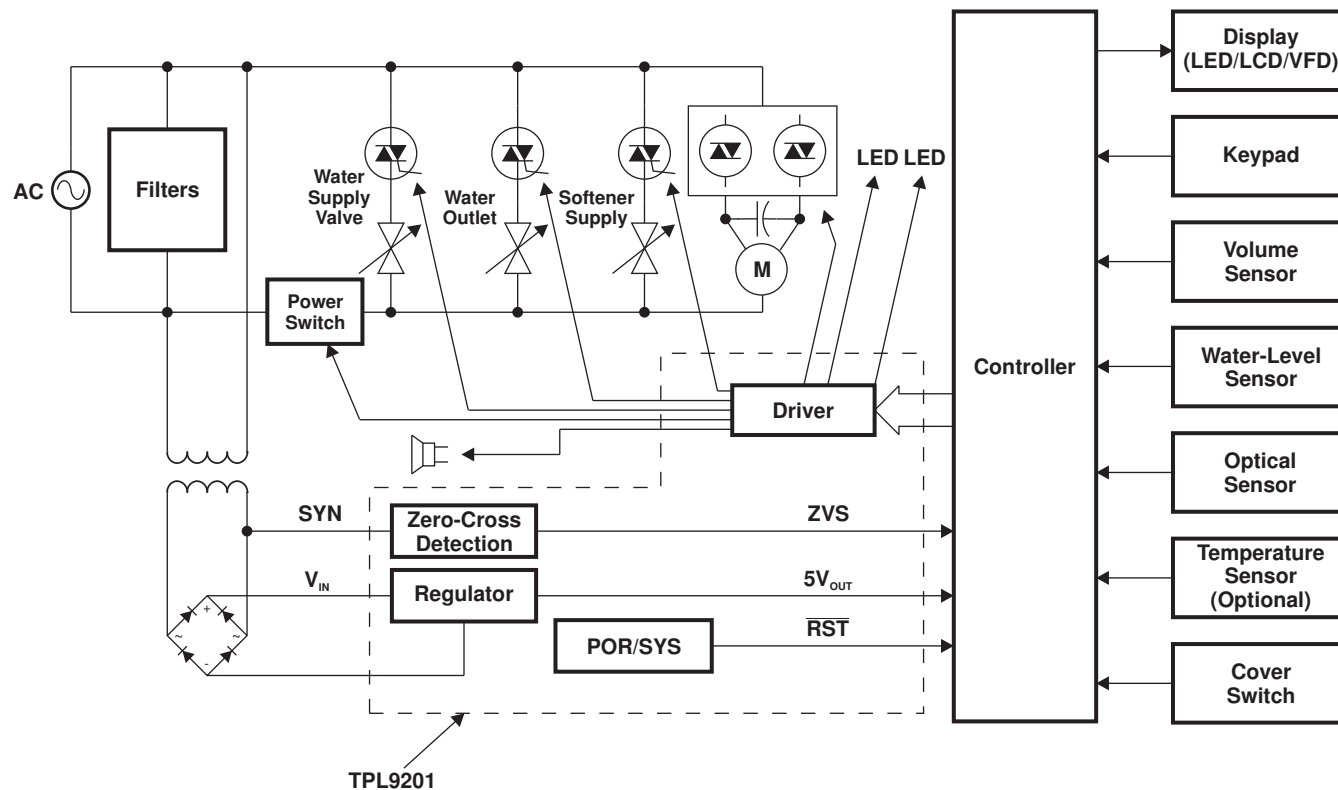 AC
Filters
Water
Supply
Valve
Water
Outlet
Softener
Supply
LED LED
M
Power
Switch
Driver
Controller
SYN
Zero-Cross
Detection
ZVS
VIN
Regulator
5VOUT
POR/SYS
RST
+
~
~
-
TPL9201
Display
(LED/LCD/VFD)
Keypad
Volume
Sensor
Water-Level
Sensor
Optical
Sensor
Temperature
Sensor
(Optional)
Cover
Switch